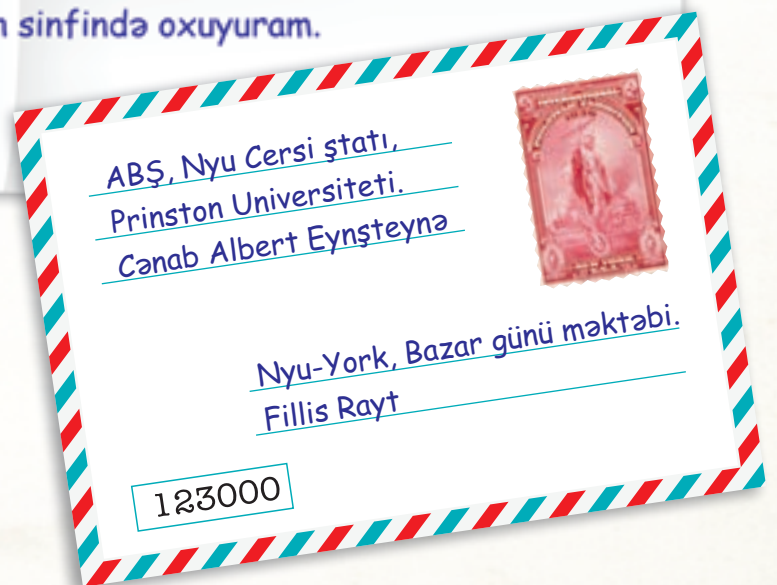 sinfində oxuyuram.
ABŞ, Nyu Cersi ştatı,
Prinston Universiteti.
Cənab Albert Eynşteynə
Nyu-York, Bazar günü məktəbi.
Fillis Rayt
123000